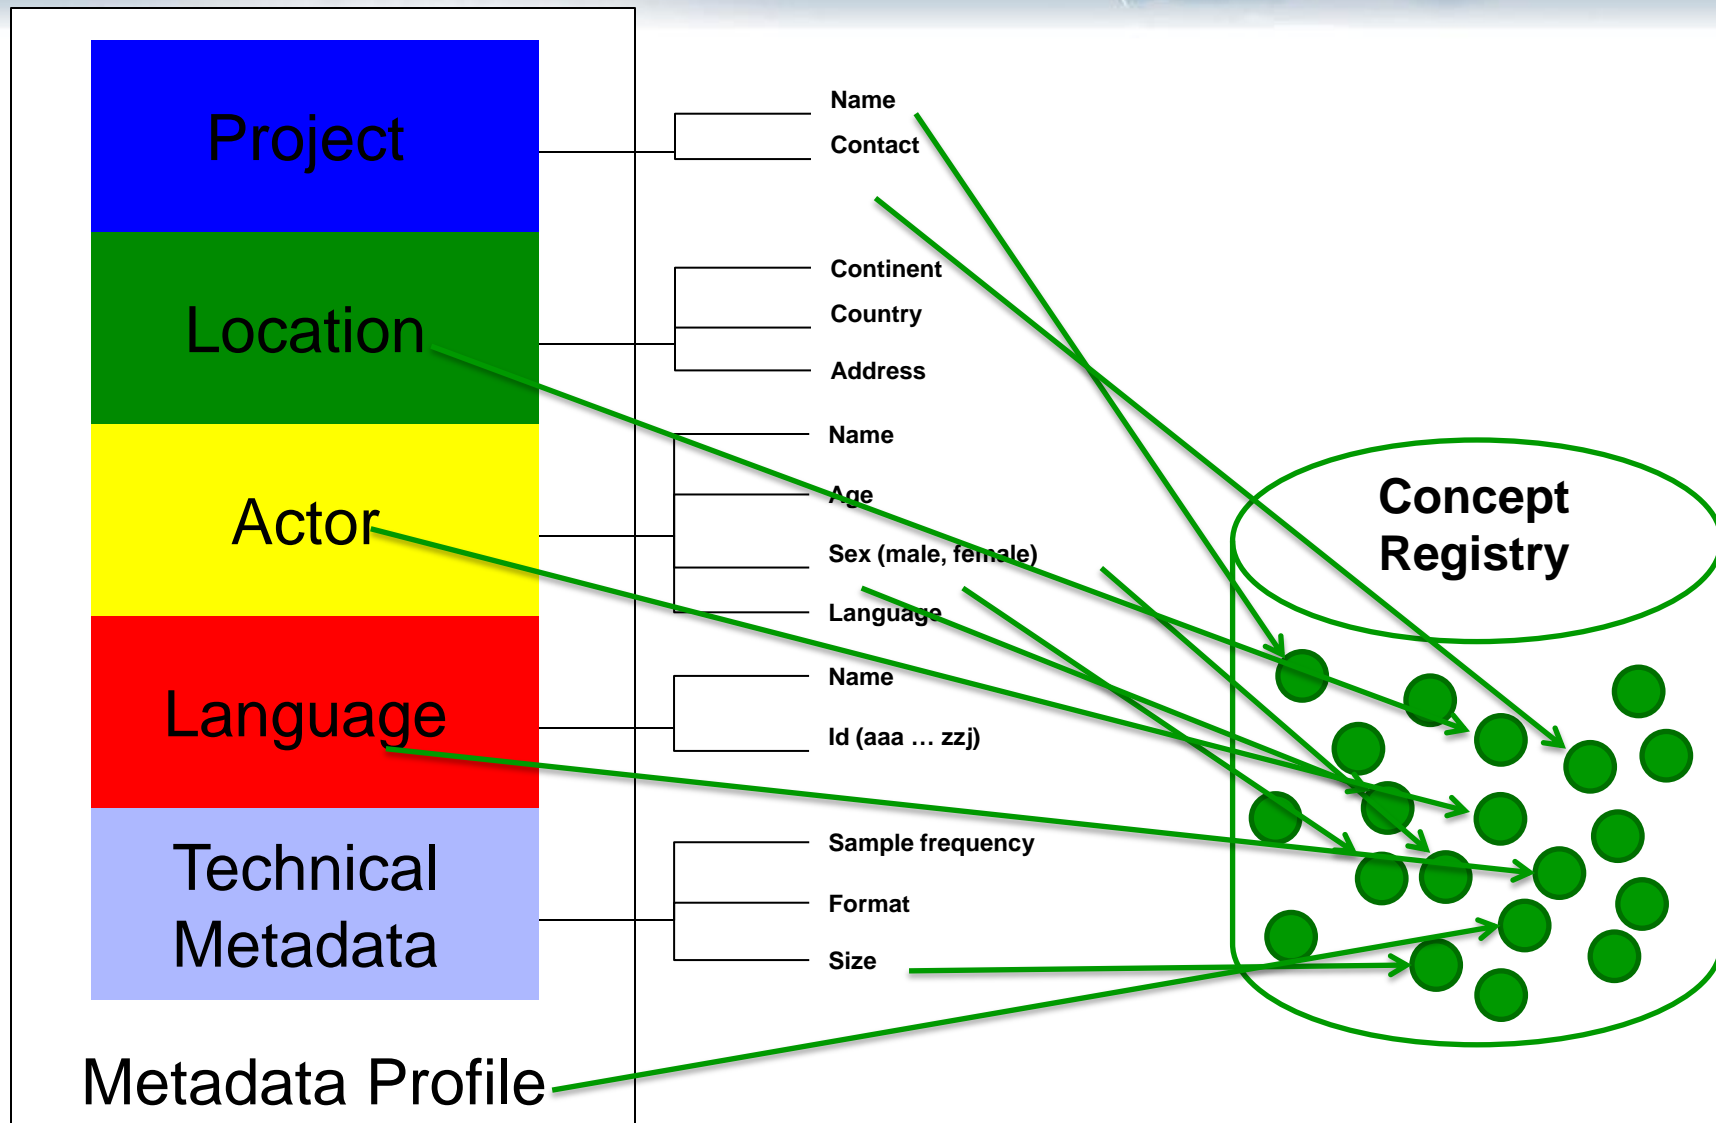 Project
Name
Contact
Location
Continent
Country
Address
Actor
Name
Age
Sex (male, female)
Language
Language
Name
Id (aaa … zzj)
Technical
Metadata
Sample frequency
Format
Size
Metadata Profile
Concept
Registry